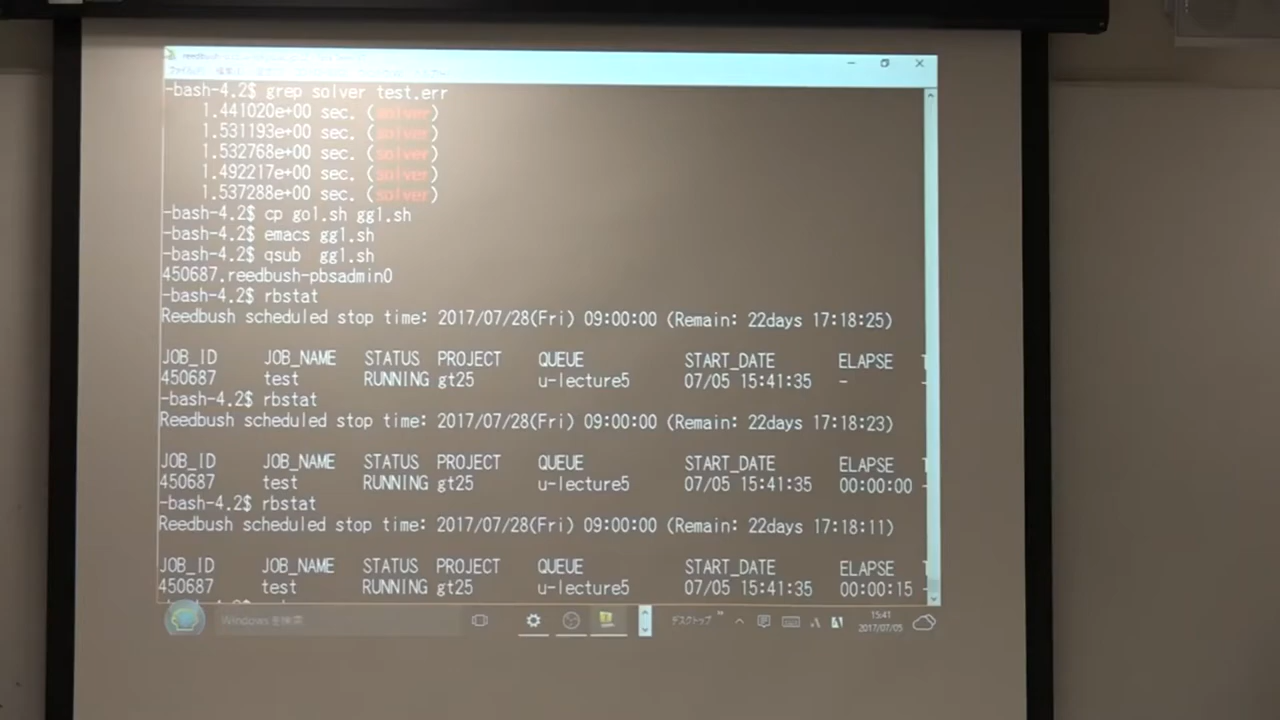 -bash-4.2$ grep solver test.err
1.441020e+00 sec. (solver)
1.531193e+00 sec. (solver)
1.532768e+00 sec. (solver)
1.492217e+00 sec. (solver)
1.537288e+00 sec. (solver)
-bash-4.2$ cp go1.sh gg1.sh
-bash-4.2$ emacs gg1.sh
-bash-4.2$ qsub  gg1.sh
450687.reedbush-pbsadmin0
-bash-4.2$ rbstat
Reedbush scheduled stop time: 2017/07/28(Fri) 09:00:00 (Remain: 22days 17:18:25)
JOB_ID JOB_NAME STATUS PROJECT QUEUE START_DATE ELAPSE
450687 test RUNNING gt25 u-lecture5 07/05 15:41:35 -
-bash-4.2$ rbstat
Reedbush scheduled stop time: 2017/07/28(Fri) 09:00:00 (Remain: 22days 17:18:23)
JOB_ID JOB_NAME STATUS PROJECT QUEUE START_DATE ELAPSE
450687 test RUNNING gt25 u-lecture5 07/05 15:41:35 00:00:00 -
-bash-4.2$ rbstat
Reedbush scheduled stop time: 2017/07/28(Fri) 09:00:00 (Remain: 22days 17:18:11)
JOB_ID JOB_NAME STATUS PROJECT QUEUE START_DATE ELAPSE
450687 test RUNNING gt25 u-lecture5 07/05 15:41:35 00:00:15 -
Windows を検索
デスクトップ
15:41
2017/07/05